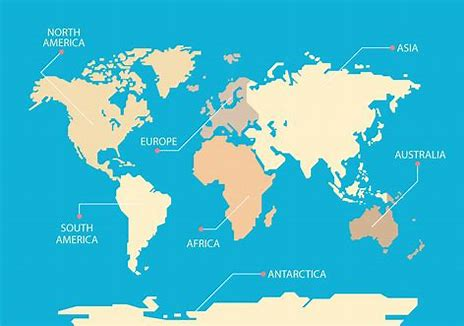 NORTH
AMERICA
ASIA
EUROPE
AUSTRALIA
SOUTH
AMERICA
AFRICA
ANTARCTICA